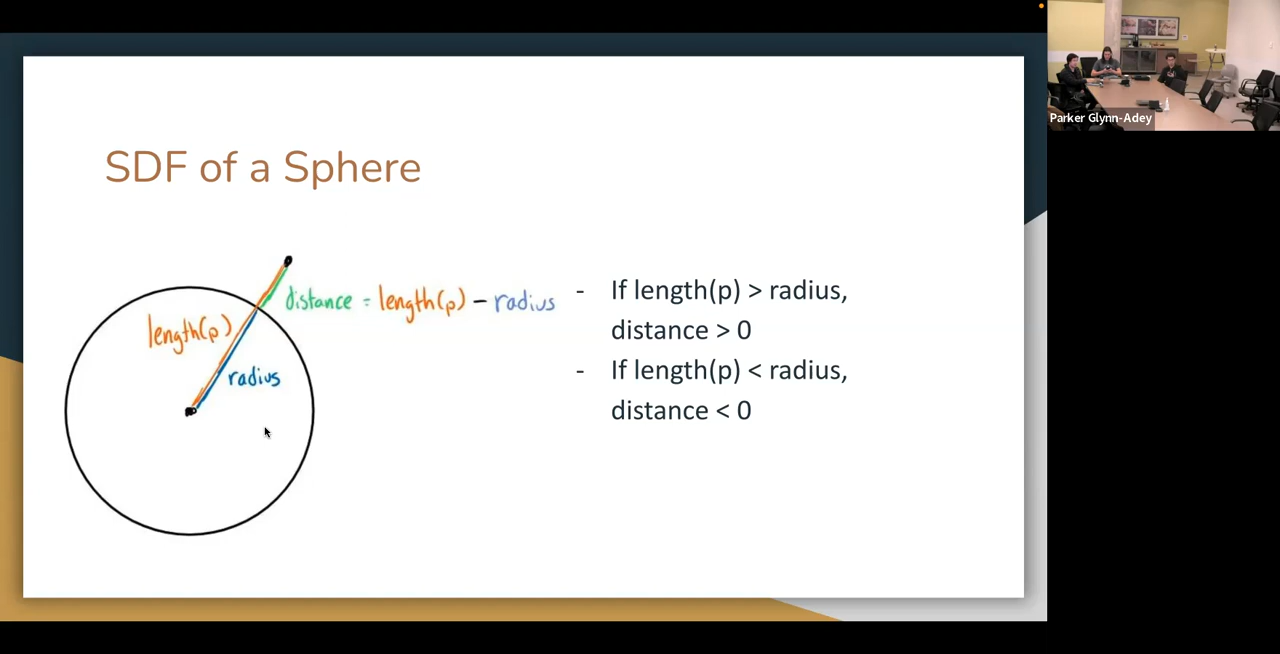 SDF of a Sphere
distance = length(p) - radius
length(p)
radius
- If length(p) > radius,
distance > 0
- If length(p) < radius,
distance < 0
Parker Glynn-Adey